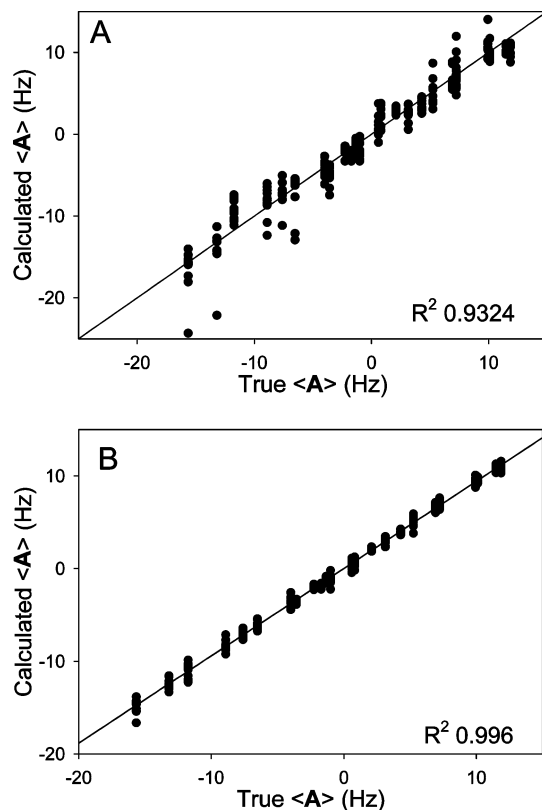 A
10
0
-10
-20
Calculated <A> (Hz)
R² 0.9324
-20 -10 0 10
True <A> (Hz)
B
10
0
-10
-20
Calculated <A> (Hz)
R² 0.996
-20 -10 0 10
True <A> (Hz)